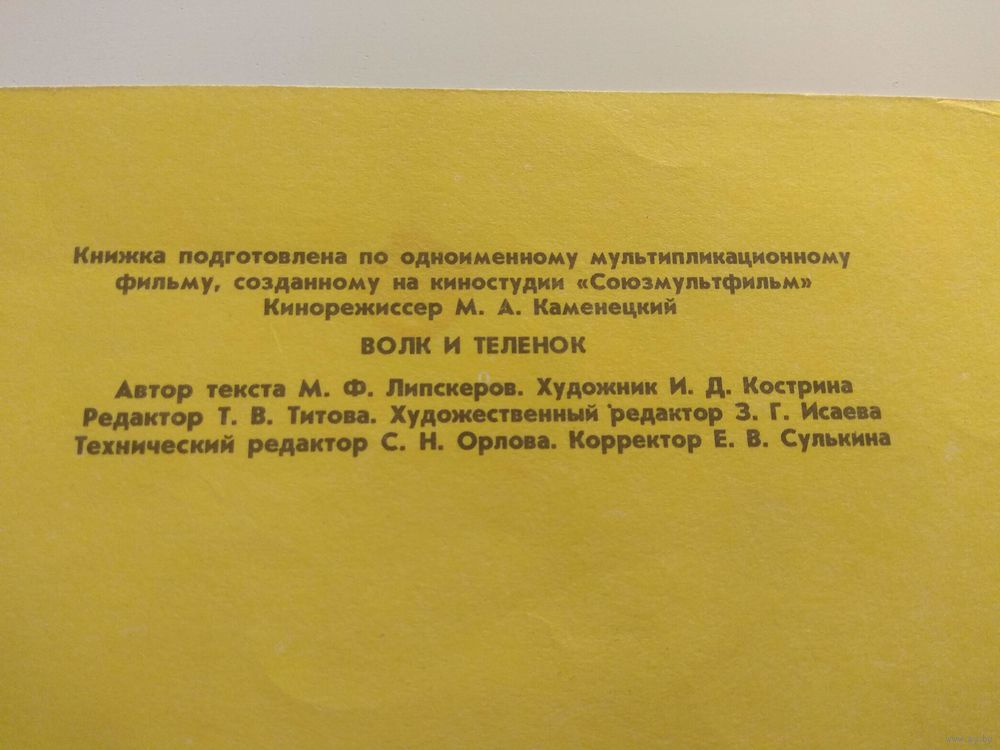 Книжка подготовлена по одноименному мультипликационному
фильму, созданному на киностудии «Союзмультфильм»
Кинорежиссер М. А. Каменецкий
ВОЛК И ТЕЛЕНОК
Автор текста М. Ф. Липскеров. Художник И. Д. Кострина
Редактор Т. В. Титова. Художественный редактор З. Г. Исаева
Технический редактор С. Н. Орлова. Корректор Е. В. Сулькина